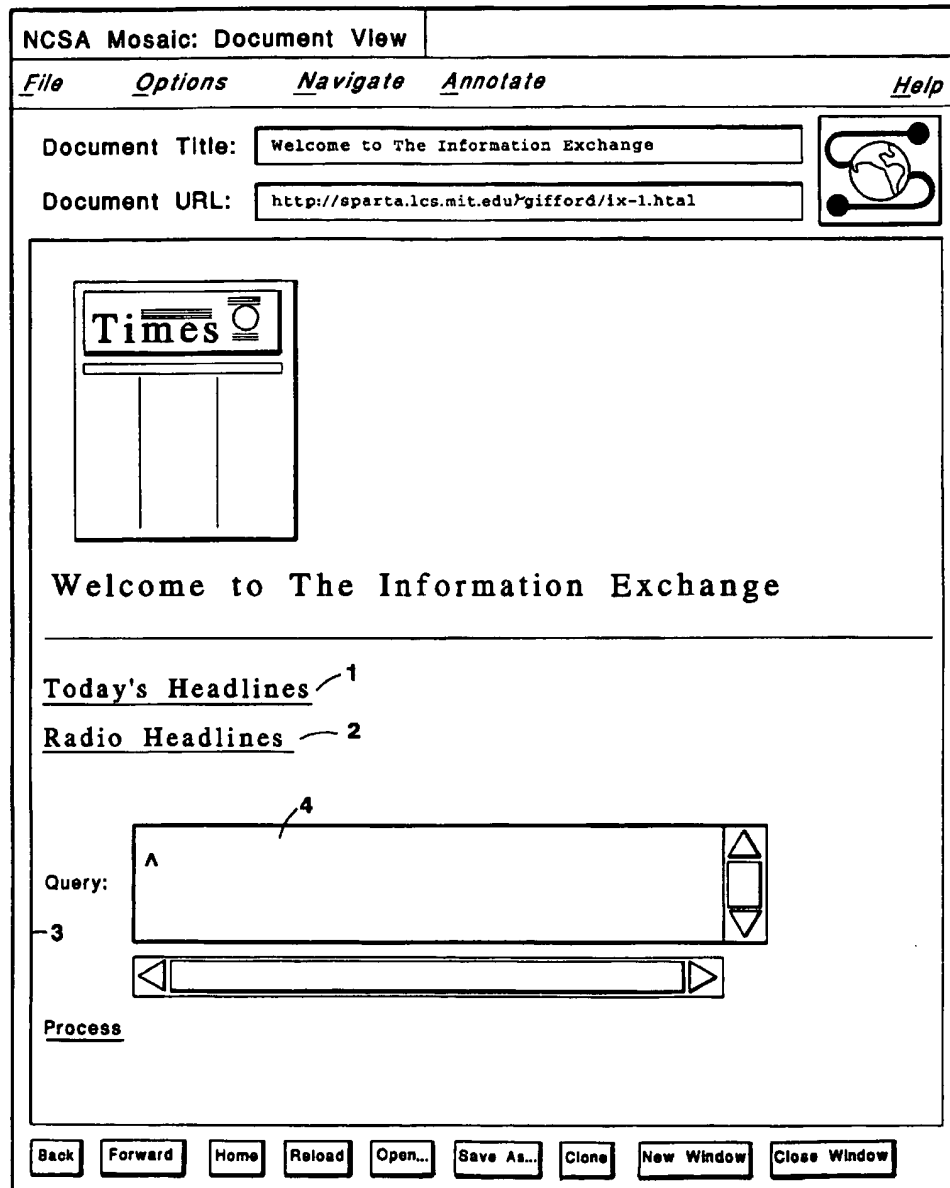 NCSA Mosaic: Document View
File Options Navigate Annotate Help
Document Title: Welcome to The Information Exchange
Document URL: http://sparta.lcs.mit.edu/~gifford/ix-1.htal
Times
Welcome to The Information Exchange
Today's Headlines 1
Radio Headlines 2
4
^
Query:
3
Process
Back Forward Home Reload Open... Save As... Clone New Window Close Window